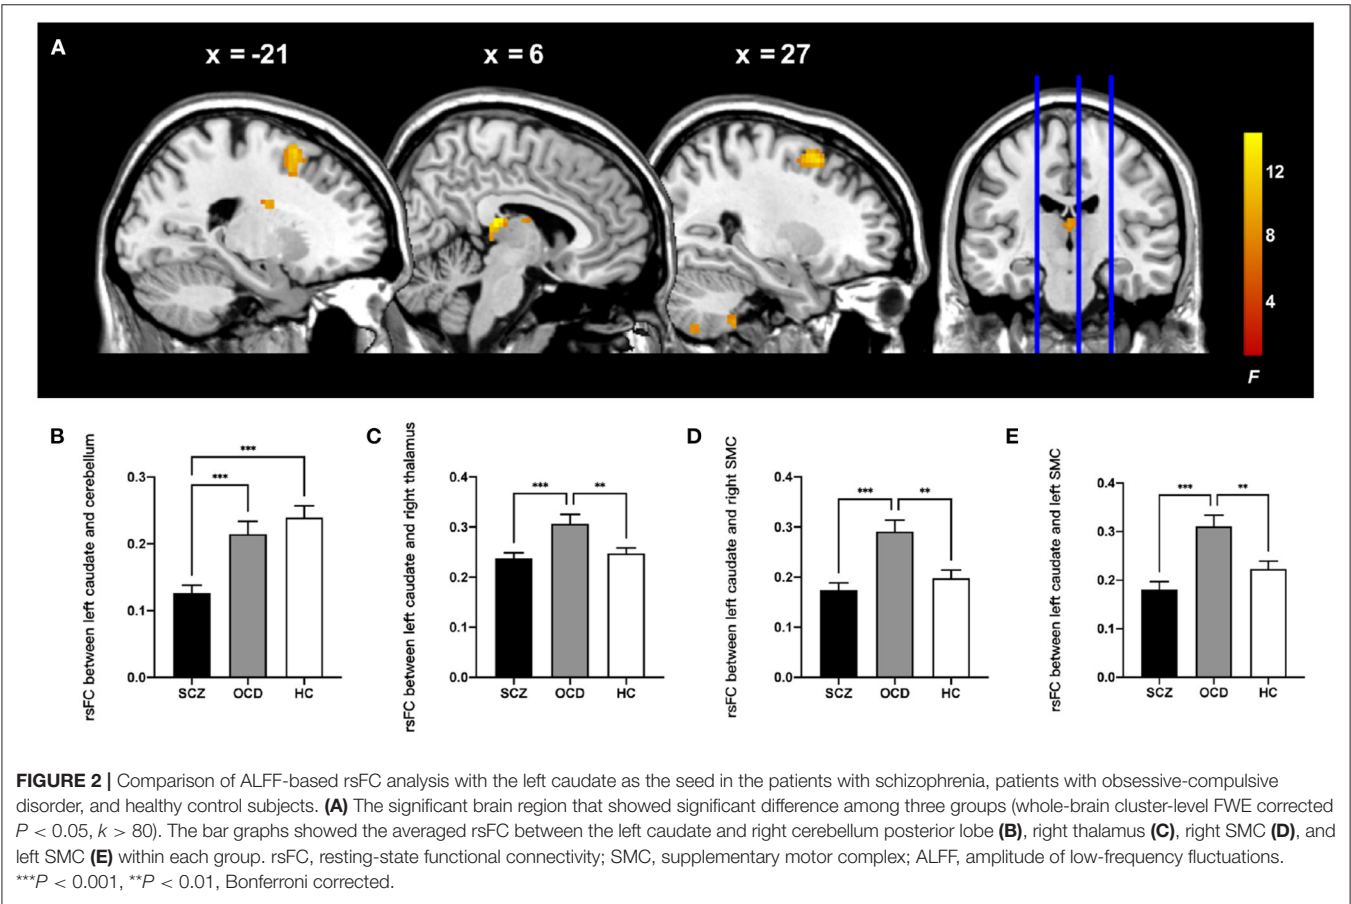 A
x = -21
x = 6
x = 27
12
8
4
F
B
rsFC between left caudate and cerebellum
0.3
0.2
0.1
0.0
***
***
SCZ
OCD
HC
C
rsFC between left caudate and right thalamus
0.4
0.3
0.2
0.1
0.0
***
**
SCZ
OCD
HC
D
rsFC between left caudate and right SMC
0.4
0.3
0.2
0.1
0.0
***
**
SCZ
OCD
HC
E
rsFC between left caudate and left SMC
0.4
0.3
0.2
0.1
0.0
***
**
SCZ
OCD
HC
FIGURE 2 | Comparison of ALFF-based rsFC analysis with the left caudate as the seed in the patients with schizophrenia, patients with obsessive-compulsive
disorder, and healthy control subjects. (A) The significant brain region that showed significant difference among three groups (whole-brain cluster-level FWE corrected
P < 0.05, k > 80). The bar graphs showed the averaged rsFC between the left caudate and right cerebellum posterior lobe (B), right thalamus (C), right SMC (D), and
left SMC (E) within each group. rsFC, resting-state functional connectivity; SMC, supplementary motor complex; ALFF, amplitude of low-frequency fluctuations.
***P < 0.001, **P < 0.01, Bonferroni corrected.